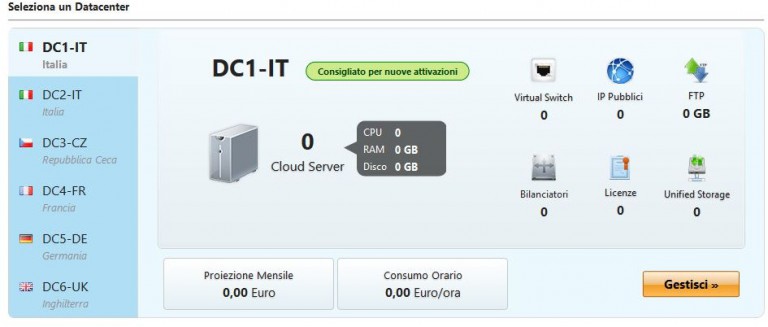 Seleziona un Datacenter
DC1-IT
Italia
DC2-IT
Italia
DC3-CZ
Repubblica Ceca
DC4-FR
Francia
DC5-DE
Germania
DC6-UK
Inghilterra
DC1-IT
Consigliato per nuove attivazioni
0
Cloud Server
CPU 0
RAM 0 GB
Disco 0 GB
Virtual Switch
0
IP Pubblici
0
FTP
0 GB
Bilanciatori
0
Licenze
0
Unified Storage
0
Proiezione Mensile
0,00 Euro
Consumo Orario
0,00 Euro/ora
Gestisci »